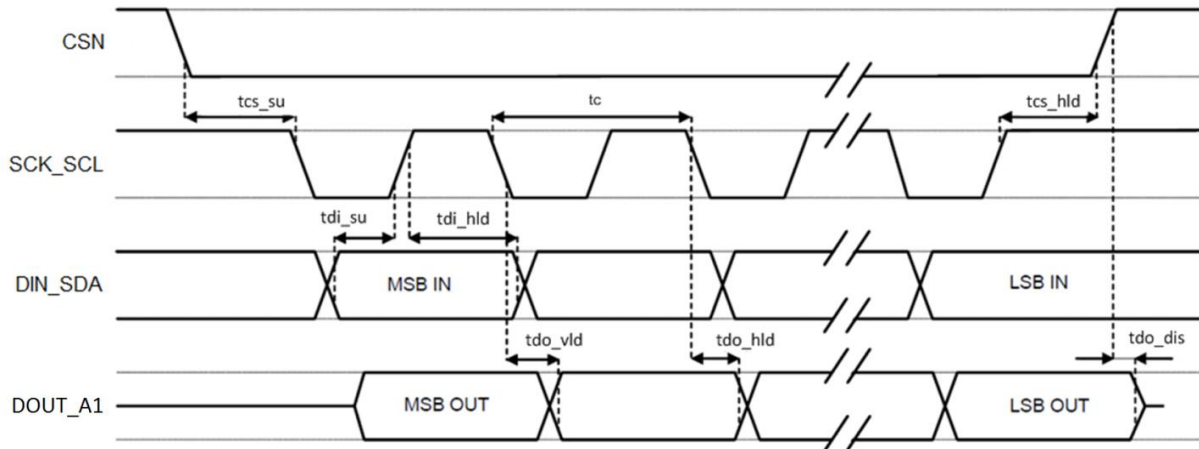 CSN
tcs_su
tc
tcs_hld
SCK_SCL
tdi_su
tdi_hld
DIN_SDA
MSB IN
LSB IN
tdo_vld
tdo_hld
tdo_dis
DOUT_A1
MSB OUT
LSB OUT